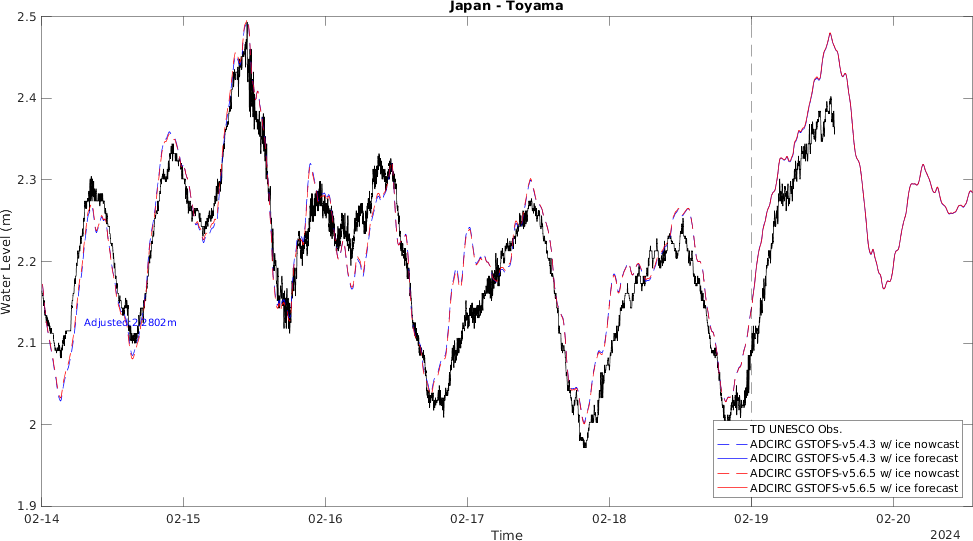 Japan - Toyama
2.5
2.4
2.3
2.2
2.1
2
1.9
Water Level (m)
Adjusted:2.2802m
TD UNESCO Obs.
ADCIRC GSTOFS-v5.4.3 w/ ice nowcast
ADCIRC GSTOFS-v5.4.3 w/ ice forecast
ADCIRC GSTOFS-v5.6.5 w/ ice nowcast
ADCIRC GSTOFS-v5.6.5 w/ ice forecast
02-14 02-15 02-16 02-17 02-18 02-19 02-20
Time
2024